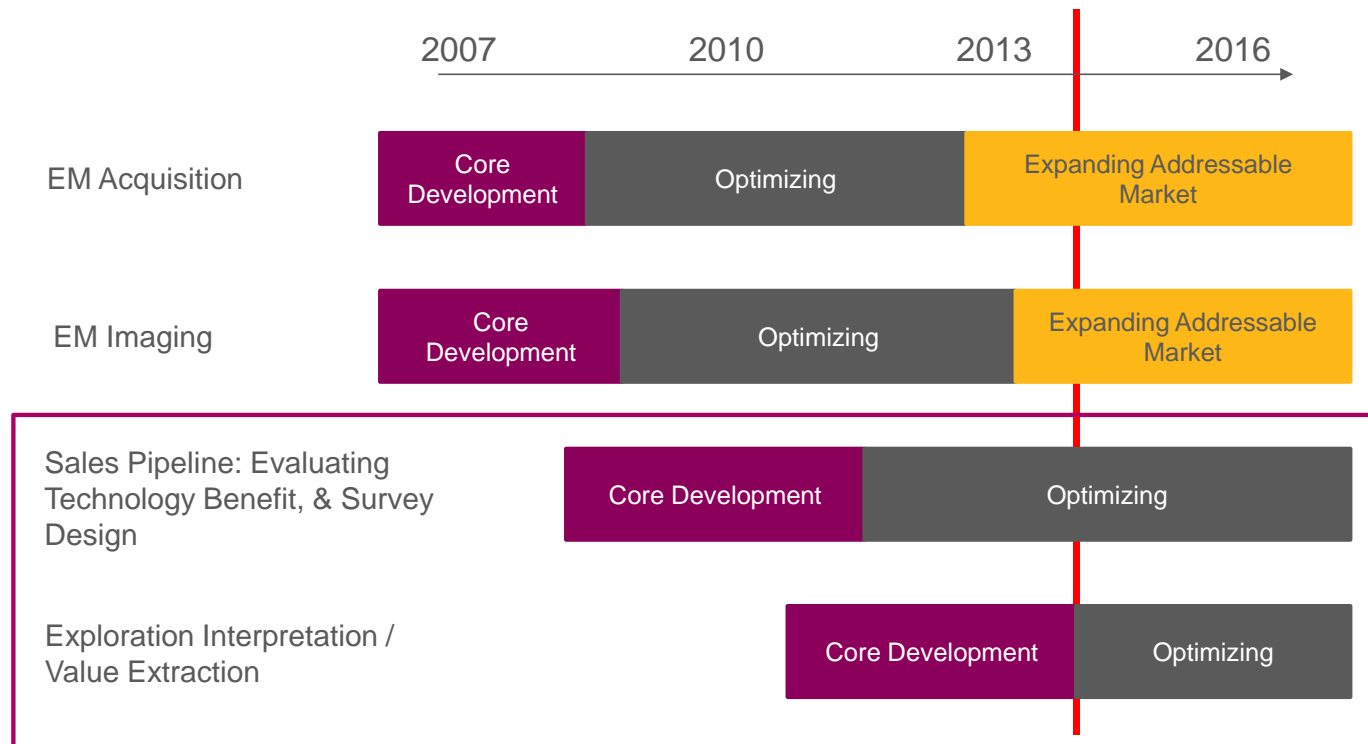 2007 2010 2013 2016
EM Acquisition
Core
Development
Optimizing
Expanding Addressable
Market
EM Imaging
Core
Development
Optimizing
Expanding Addressable
Market
Sales Pipeline: Evaluating
Technology Benefit, & Survey
Design
Core Development
Optimizing
Exploration Interpretation /
Value Extraction
Core Development
Optimizing